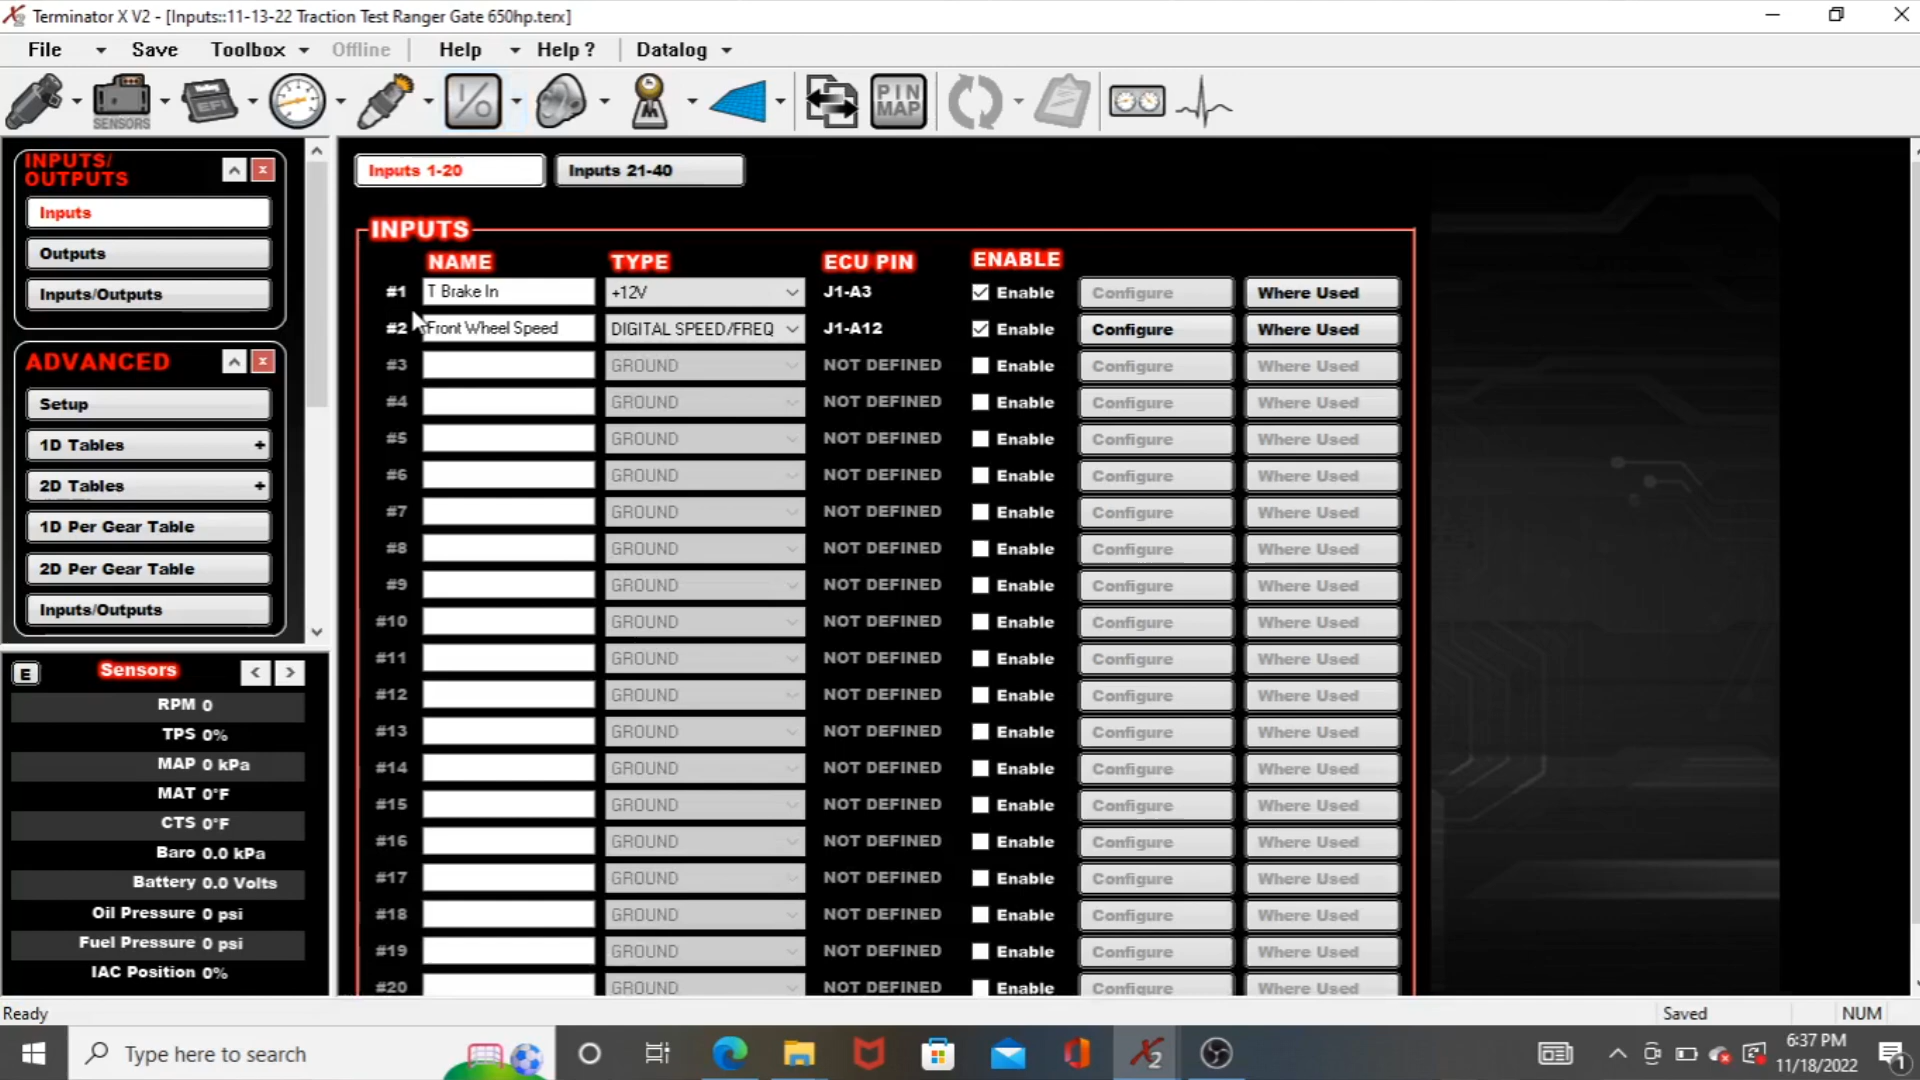 Terminator X V2 - [Inputs::11-13-22 Traction Test Ranger Gate 650hp.terx]
File Save Toolbox Offline Help Help ? Datalog
SENSORS EFI I/O PIN MAP
INPUTS/
OUTPUTS
Inputs
Outputs
Inputs/Outputs
ADVANCED
Setup
1D Tables +
2D Tables +
1D Per Gear Table
2D Per Gear Table
Inputs/Outputs
E Sensors < >
RPM 0
TPS 0%
MAP 0 kPa
MAT 0°F
CTS 0°F
Baro 0.0 kPa
Battery 0.0 Volts
Oil Pressure 0 psi
Fuel Pressure 0 psi
IAC Position 0%
Inputs 1-20 Inputs 21-40
INPUTS
NAME TYPE ECU PIN ENABLE
#1 T Brake In +12V J1-A3 Enable Configure Where Used
#2 Front Wheel Speed DIGITAL SPEED/FREQ J1-A12 Enable Configure Where Used
#3 GROUND NOT DEFINED Enable Configure Where Used
#4 GROUND NOT DEFINED Enable Configure Where Used
#5 GROUND NOT DEFINED Enable Configure Where Used
#6 GROUND NOT DEFINED Enable Configure Where Used
#7 GROUND NOT DEFINED Enable Configure Where Used
#8 GROUND NOT DEFINED Enable Configure Where Used
#9 GROUND NOT DEFINED Enable Configure Where Used
#10 GROUND NOT DEFINED Enable Configure Where Used
#11 GROUND NOT DEFINED Enable Configure Where Used
#12 GROUND NOT DEFINED Enable Configure Where Used
#13 GROUND NOT DEFINED Enable Configure Where Used
#14 GROUND NOT DEFINED Enable Configure Where Used
#15 GROUND NOT DEFINED Enable Configure Where Used
#16 GROUND NOT DEFINED Enable Configure Where Used
#17 GROUND NOT DEFINED Enable Configure Where Used
#18 GROUND NOT DEFINED Enable Configure Where Used
#19 GROUND NOT DEFINED Enable Configure Where Used
#20 GROUND NOT DEFINED Enable Configure Where Used
Ready Saved NUM
Type here to search
6:37 PM
11/18/2022
1